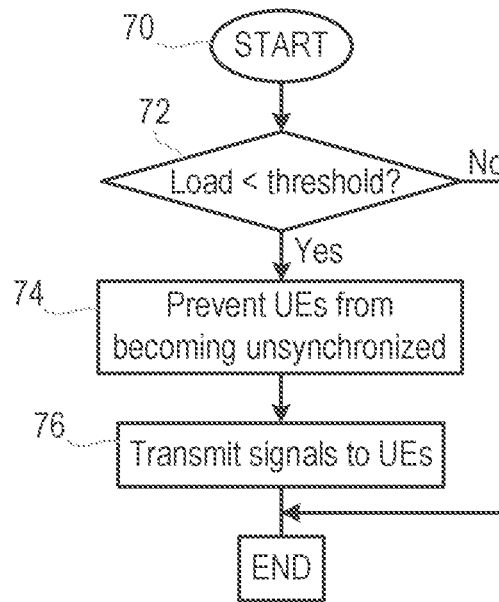 70
START
72
Load < threshold?
No
Yes
74
Prevent UEs from
becoming unsynchronized
76
Transmit signals to UEs
END